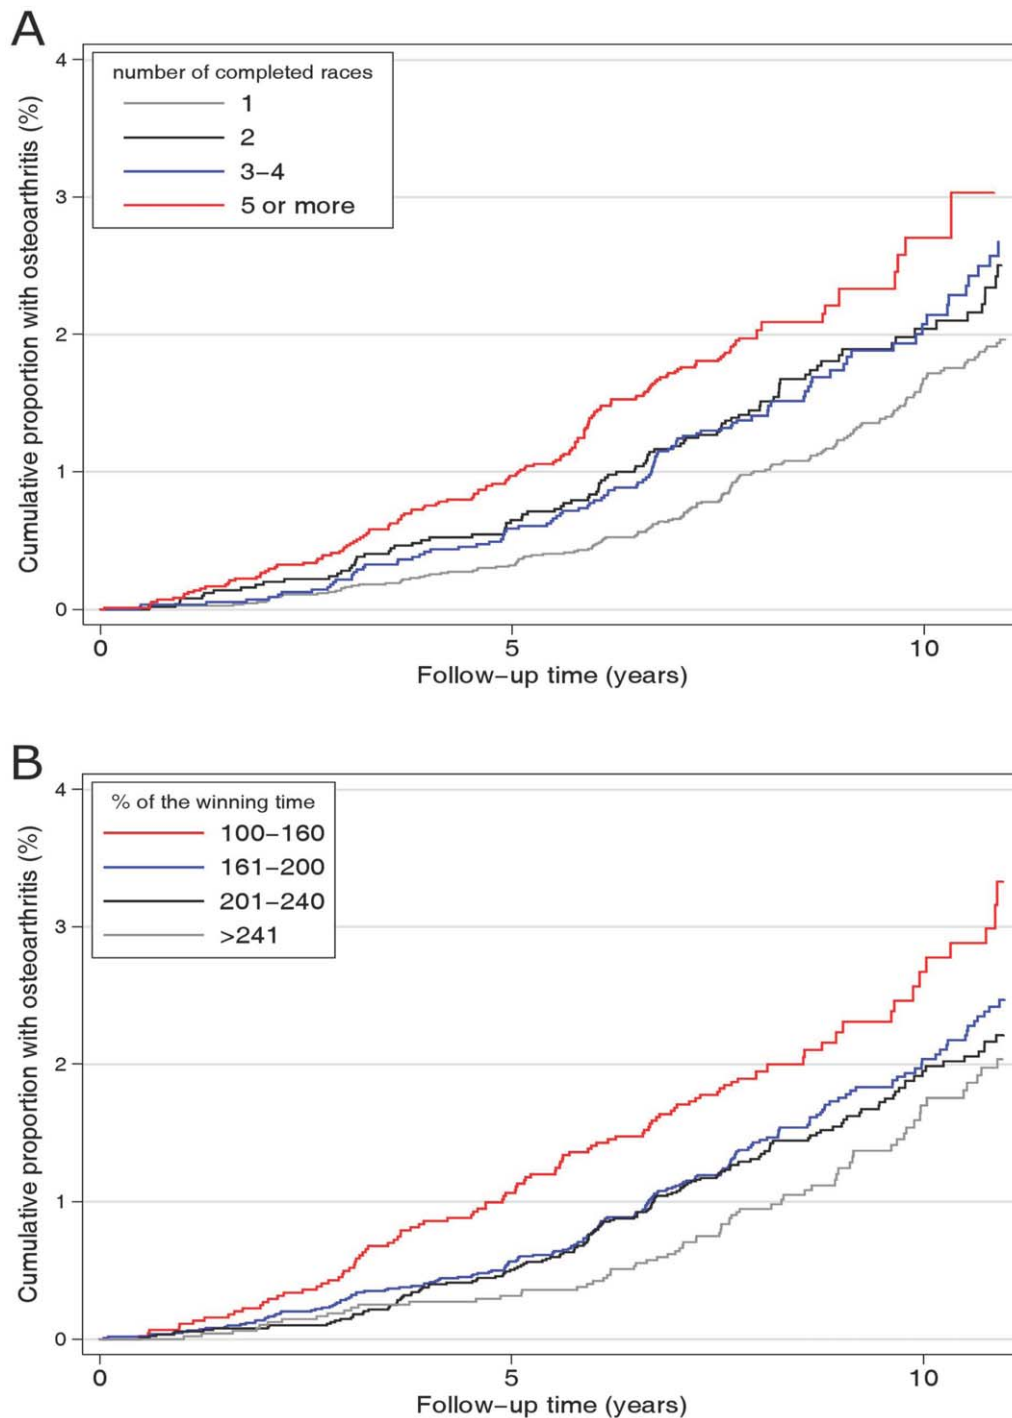 A
Cumulative proportion with osteoarthritis (%)
4
3
2
1
0
number of completed races
1
2
3–4
5 or more
0
5
10
Follow–up time (years)
B
Cumulative proportion with osteoarthritis (%)
4
3
2
1
0
% of the winning time
100–160
161–200
201–240
>241
0
5
10
Follow–up time (years)